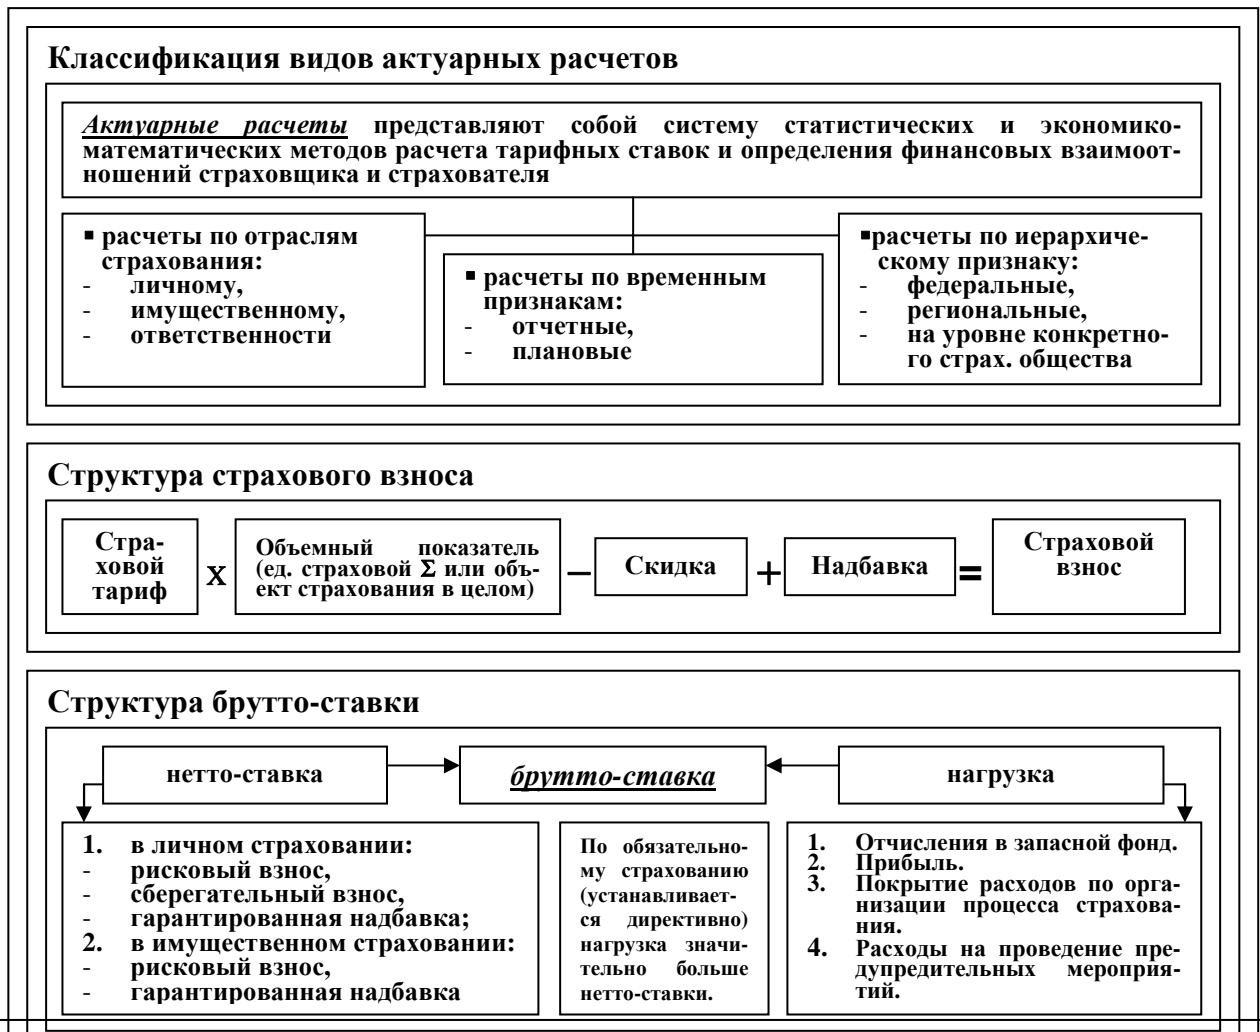 Классификация видов актуарных расчетов
Актуарные расчеты представляют собой систему статистических и экономико-
математических методов расчета тарифных ставок и определения финансовых взаимоот-
ношений страховщика и страхователя
▪ расчеты по отраслям
страхования:
- личному,
- имущественному,
- ответственности
▪ расчеты по временным
признакам:
- отчетные,
- плановые
▪расчеты по иерархиче-
скому признаку:
- федеральные,
- региональные,
- на уровне конкретно-
го страх. общества
Структура страхового взноса
Стра-
ховой
тариф
x
Объемный показатель
(ед. страховой Σ или объ-
ект страхования в целом)
–
Скидка
+
Надбавка
=
Страховой
взнос
Структура брутто-ставки
нетто-ставка
брутто-ставка
нагрузка
1. в личном страховании:
- рисковый взнос,
- сберегательный взнос,
- гарантированная надбавка;
2. в имущественном страховании:
- рисковый взнос,
- гарантированная надбавка
По обязательно-
му страхованию
(устанавливает-
ся директивно)
нагрузка значи-
тельно больше
нетто-ставки.
1. Отчисления в запасной фонд.
2. Прибыль.
3. Покрытие расходов по орга-
низации процесса страхова-
ния.
4. Расходы на проведение пре-
дупредительных мероприя-
тий.